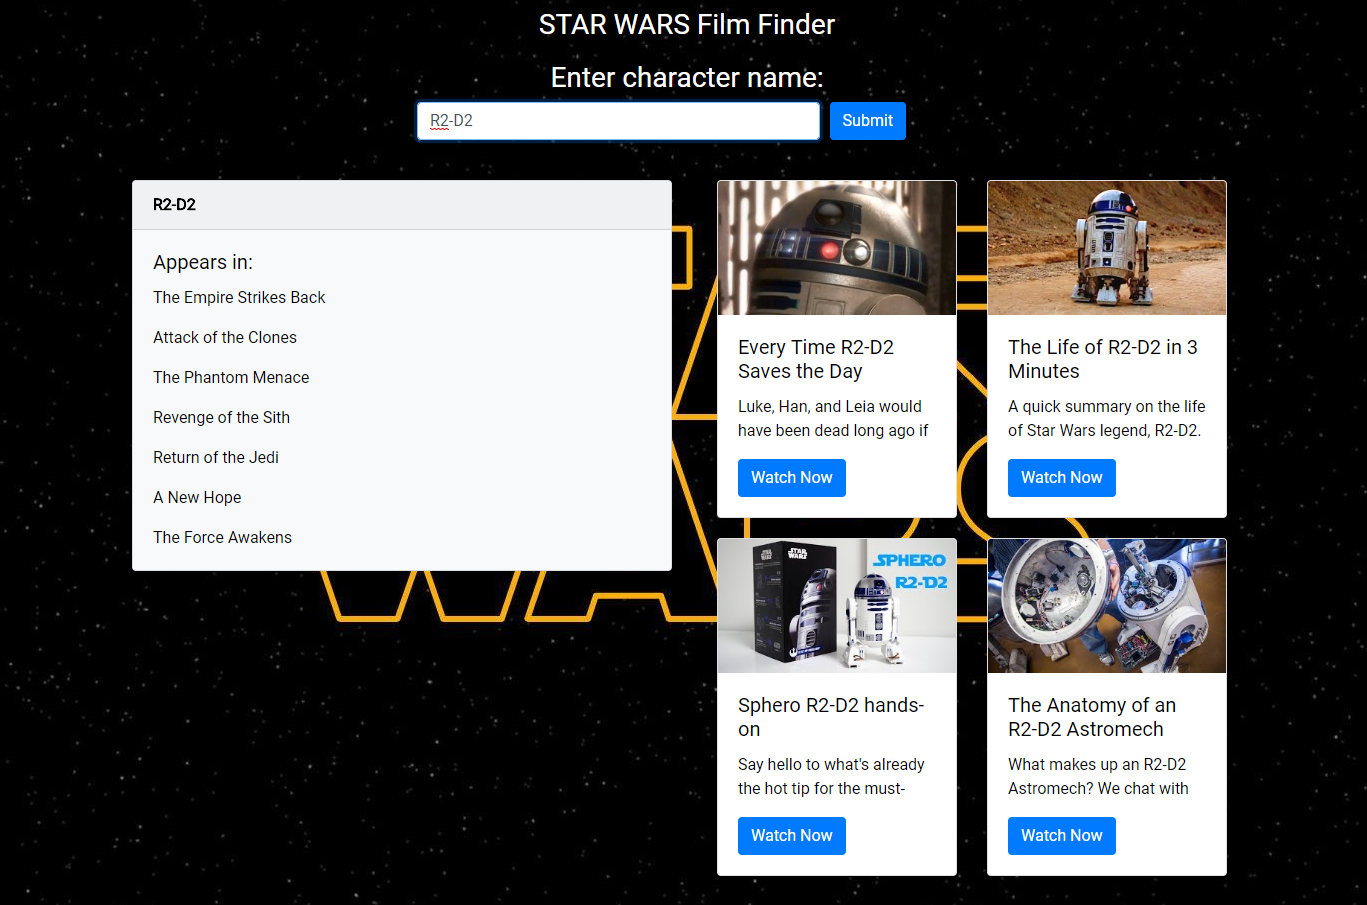 STAR WARS Film Finder
Enter character name:
R2-D2
Submit
R2-D2
Appears in:
The Empire Strikes Back
Attack of the Clones
The Phantom Menace
Revenge of the Sith
Return of the Jedi
A New Hope
The Force Awakens
Every Time R2-D2
Saves the Day
Luke, Han, and Leia would
have been dead long ago if
Watch Now
The Life of R2-D2 in 3
Minutes
A quick summary on the life
of Star Wars legend, R2-D2.
Watch Now
STAR
WARS
SPHERO
R2-D2
Sphero R2-D2 hands-
on
Say hello to what's already
the hot tip for the must-
Watch Now
The Anatomy of an
R2-D2 Astromech
What makes up an R2-D2
Astromech? We chat with
Watch Now